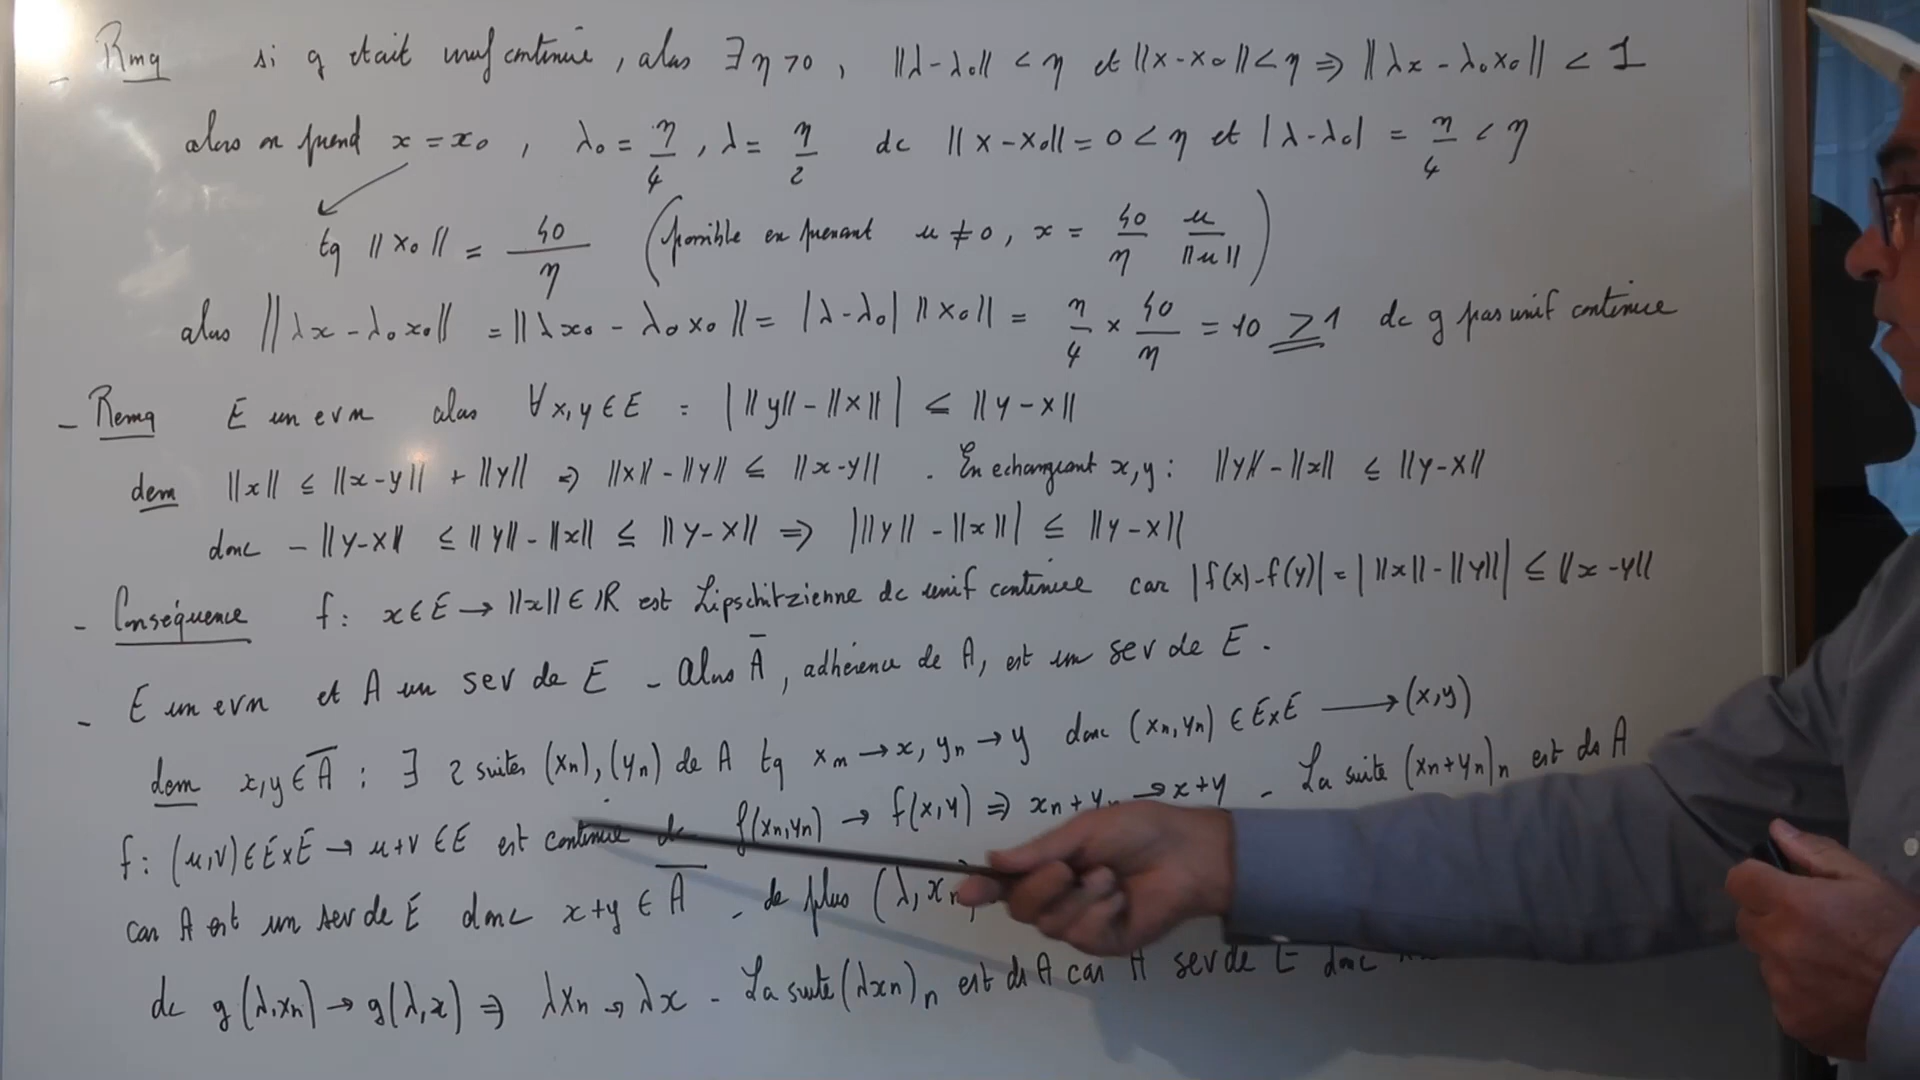 - Rmq si g était unif continue, alors ∃ η > 0, ||λ-λ₀|| < η et ||x-x₀|| < η ⇒ ||λx - λ₀x₀|| < 1
alors on prend x = x₀, λ₀ = η/4, λ = η/2 dc ||x-x₀|| = 0 < η et |λ-λ₀| = η/4 < η
tq ||x₀|| = 40/η (possible en prenant u ≠ 0, x = 40/η u/||u||)
alors ||λx - λ₀x₀|| = ||λx₀ - λ₀x₀|| = |λ-λ₀| ||x₀|| = η/4 × 40/η = 10 ≥ 1 dc g pas unif continue
- Remq E un evn alors ∀x,y ∈ E : | ||y|| - ||x|| | ≤ ||y-x||
dem ||x|| ≤ ||x-y|| + ||y|| ⇒ ||x|| - ||y|| ≤ ||x-y|| . En echangeant x,y : ||y|| - ||x|| ≤ ||y-x||
donc - ||y-x|| ≤ ||y|| - ||x|| ≤ ||y-x|| ⇒ | ||y|| - ||x|| | ≤ ||y-x||
- Conséquence f : x ∈ E → ||x|| ∈ ℝ est Lipschitzienne dc unif continue car |f(x)-f(y)| = | ||x|| - ||y|| | ≤ ||x-y||
- E un evn et A un sev de E - Alors Ā, adhérence de A, est un sev de E .
dem x,y ∈ Ā : ∃ 2 suites (xn),(yn) de A tq xn → x, yn → y donc (xn,yn) ∈ E×E → (x,y)
f : (u,v) ∈ E×E → u+v ∈ E est continue dc f(xn,yn) → f(x,y) ⇒ xn + yn → x+y - La suite (xn+yn)n est ds A
car A est un sev de E donc x+y ∈ Ā - de plus (λ, xn)
dc g(λ,xn) → g(λ,x) ⇒ λxn → λx - La suite (λxn)n est ds A car A sev de E donc